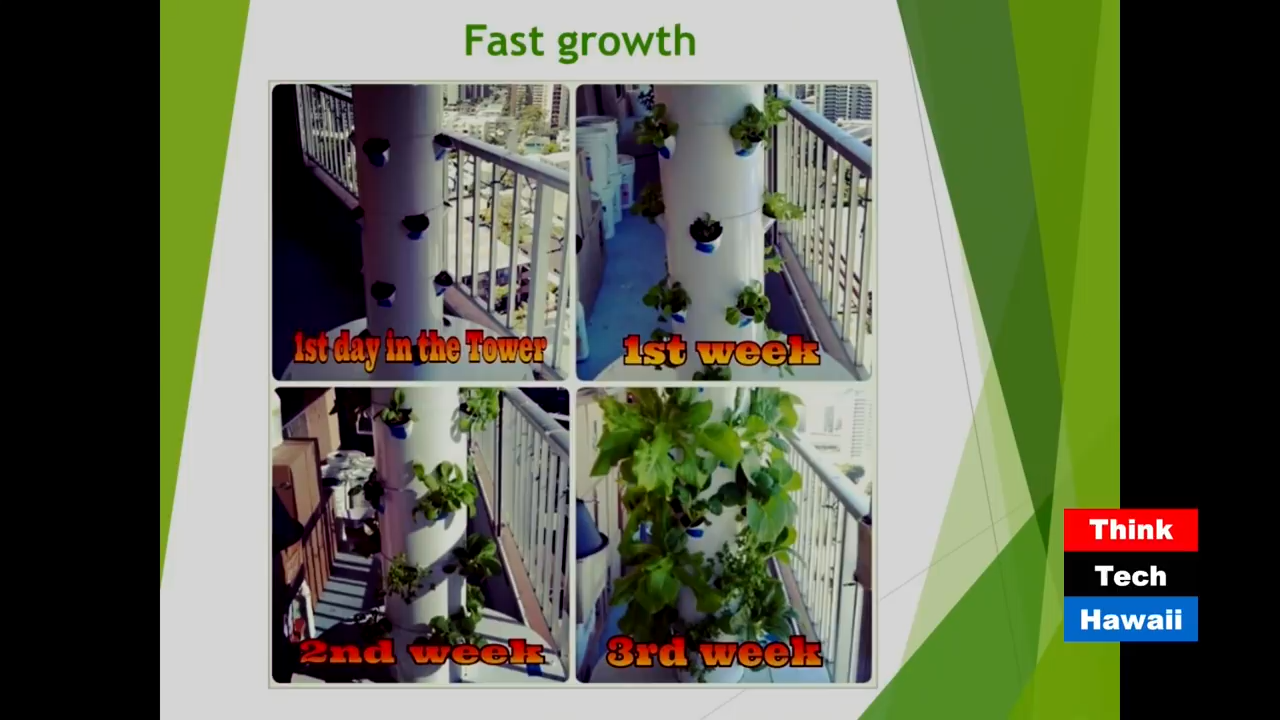 Fast growth
1st day in the Tower
1st week
2nd week
3rd week
Think
Tech
Hawaii